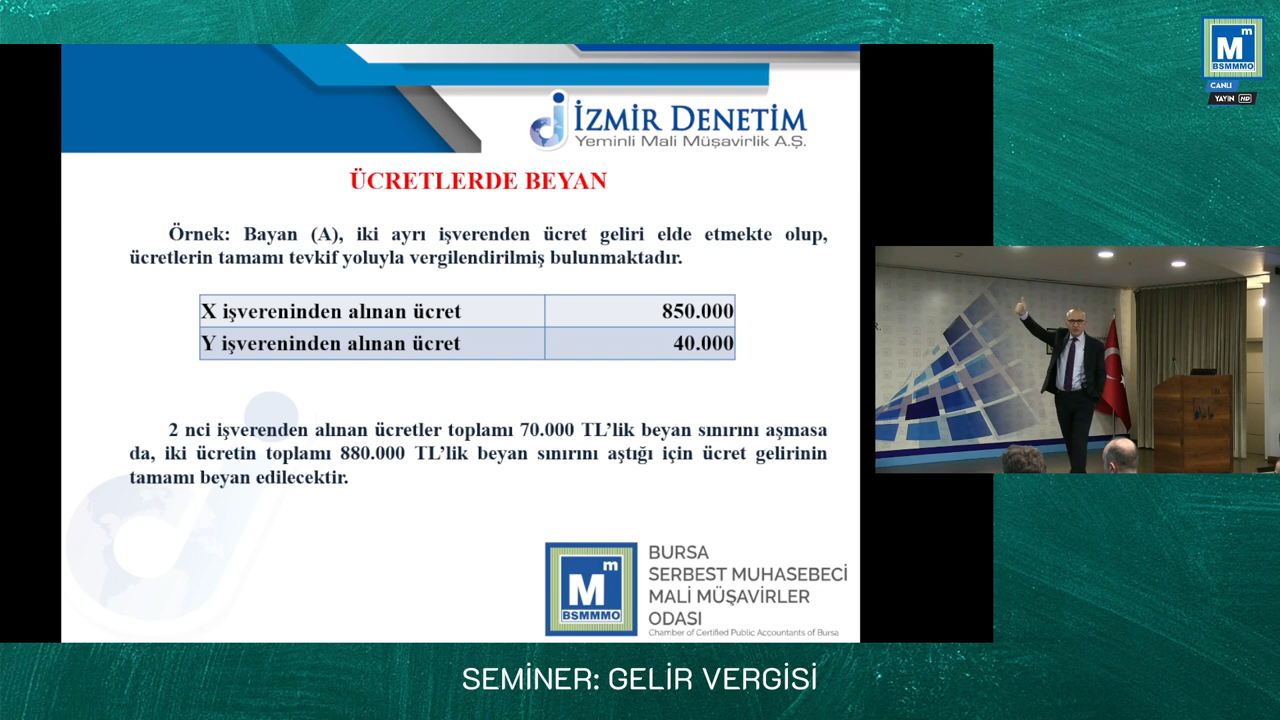 M m
BSMMMO
CANLI
YAYIN HD
İZMİR DENETİM
Yeminli Mali Müşavirlik A.Ş.
ÜCRETLERDE BEYAN
Örnek: Bayan (A), iki ayrı işverenden ücret geliri elde etmekte olup,
ücretlerin tamamı tevkif yoluyla vergilendirilmiş bulunmaktadır.
X işvereninden alınan ücret 850.000
Y işvereninden alınan ücret 40.000
2 nci işverenden alınan ücretler toplamı 70.000 TL’lik beyan sınırını aşmasa
da, iki ücretin toplamı 880.000 TL’lik beyan sınırını aştığı için ücret gelirinin
tamamı beyan edilecektir.
M m
BSMMMO
BURSA
SERBEST MUHASEBECİ
MALİ MÜŞAVİRLER
ODASI
Chamber of Certified Public Accountants of Bursa
SEMİNER: GELİR VERGİSİ